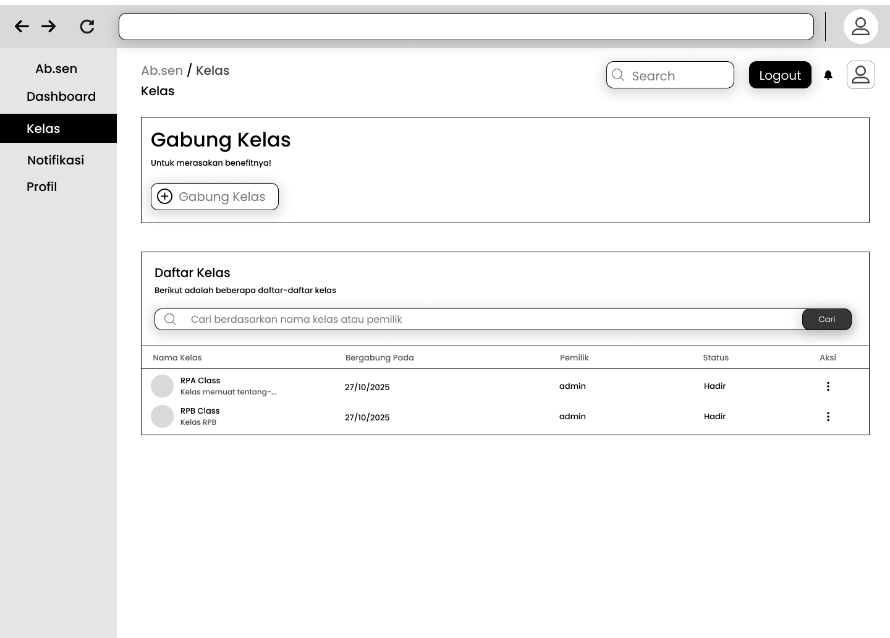 Ab.sen
Dashboard
Kelas
Notifikasi
Profil
Ab.sen / Kelas
Kelas
Search
Logout
Gabung Kelas
Untuk merasakan benefitnya!
Gabung Kelas
Daftar Kelas
Berikut adalah beberapa daftar-daftar kelas
Cari berdasarkan nama kelas atau pemilik
Cari
Nama Kelas Bergabung Pada Pemilik Status Aksi
RPA Class
Kelas memuat tentang-...
27/10/2025 admin Hadir
RPB Class
Kelas RPB
27/10/2025 admin Hadir